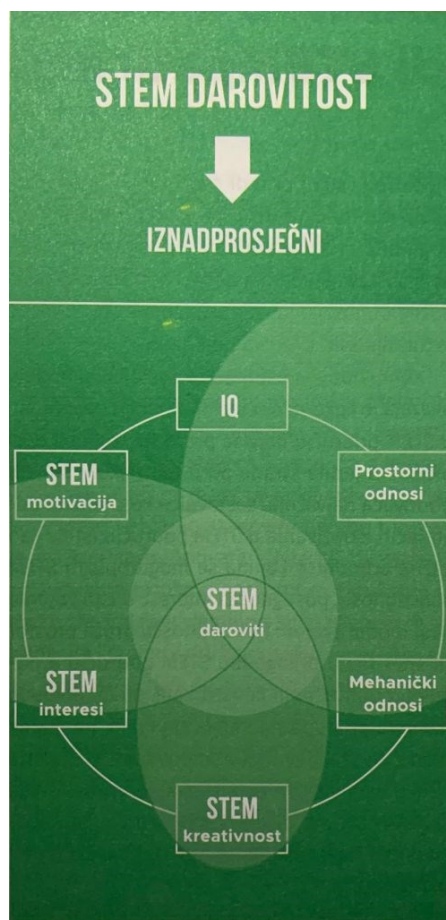 STEM DAROVITOST
IZNADPROSJEČNI
IQ
STEM
motivacija
Prostorni
odnosi
STEM
daroviti
STEM
interesi
Mehanički
odnosi
STEM
kreativnost